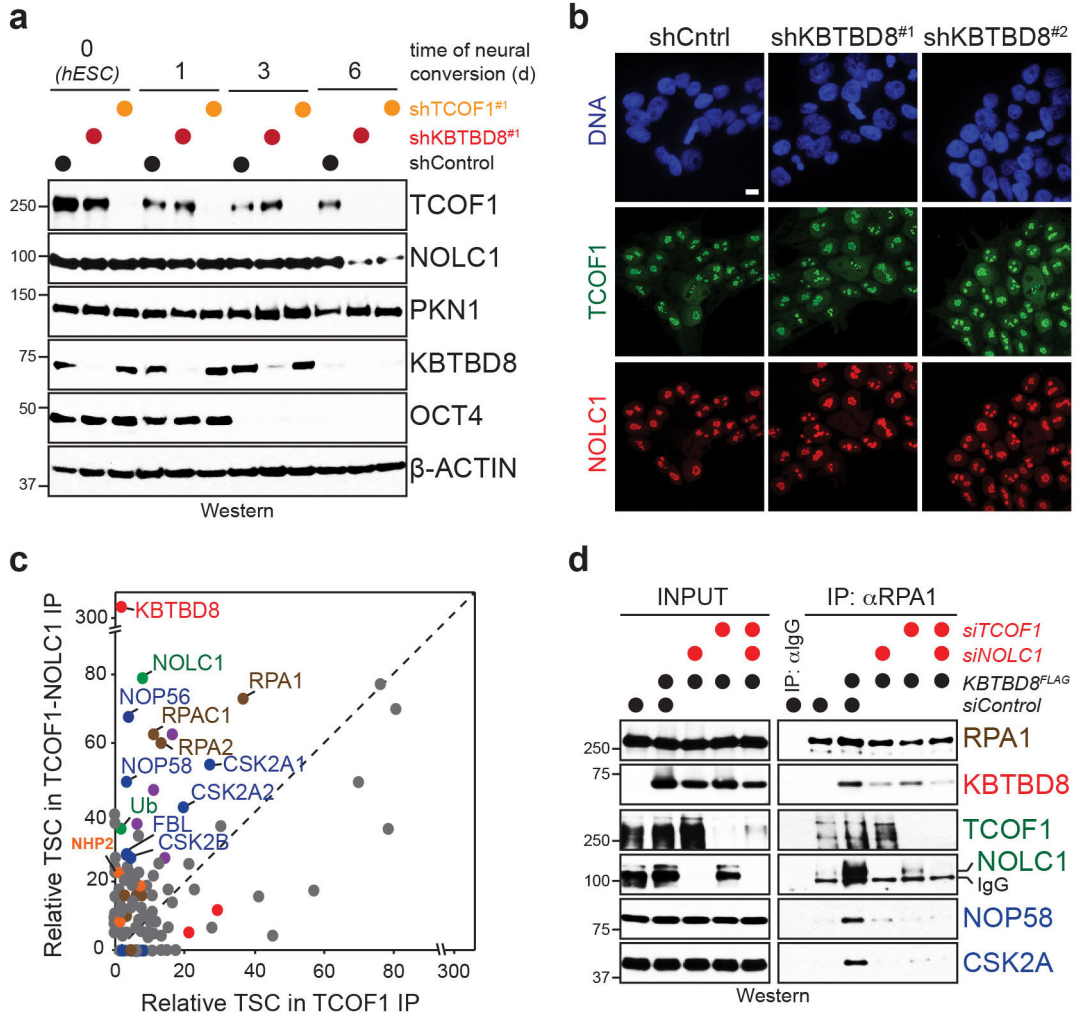 a
0
(hESC)
1
3
6
time of neural
conversion (d)
shTCOF1#1
shKBTBD8#1
shControl
250
TCOF1
100
NOLC1
150
PKN1
75
KBTBD8
50
OCT4
37
β-ACTIN
Western
b
shCntrl
shKBTBD8#1
shKBTBD8#2
DNA
TCOF1
NOLC1
c
Relative TSC in TCOF1-NOLC1 IP
300
80
60
40
20
0
KBTBD8
NOLC1
NOP56
RPA1
RPAC1
RPA2
NOP58
CSK2A1
CSK2A2
Ub
FBL
CSK2B
NHP2
0
20
40
60
80
300
Relative TSC in TCOF1 IP
d
INPUT
IP: αIgG
IP: αRPA1
siTCOF1
siNOLC1
KBTBD8FLAG
siControl
250
RPA1
75
KBTBD8
250
TCOF1
100
NOLC1
IgG
75
NOP58
37
CSK2A
Western